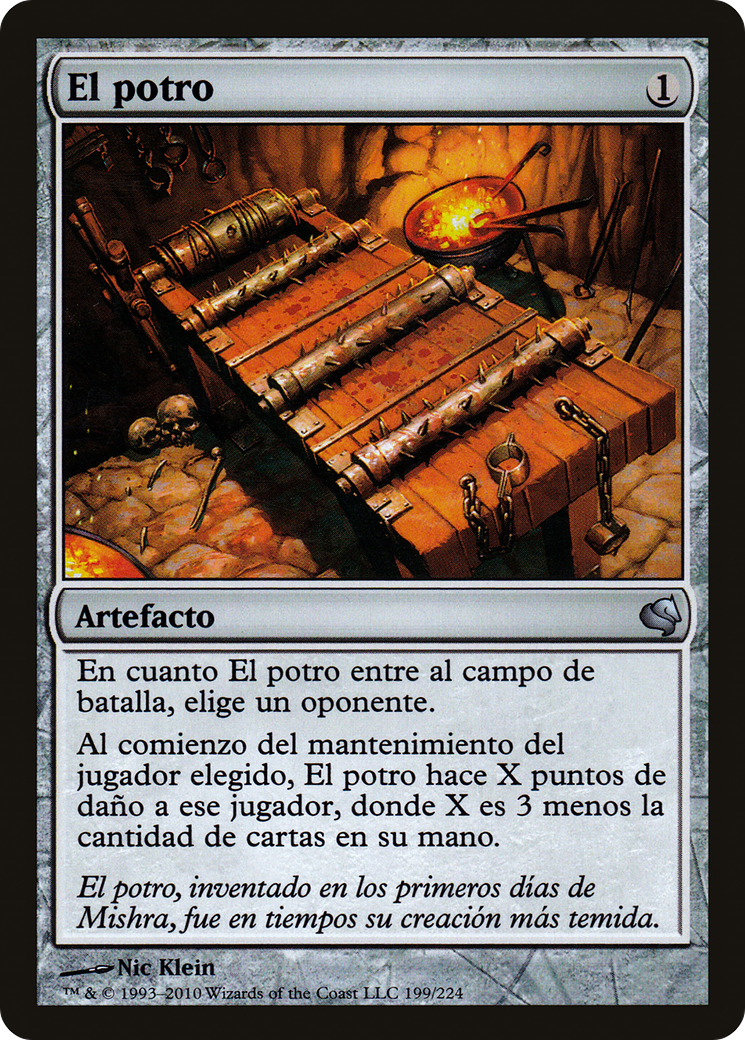 El potro
1
Artefacto
En cuanto El potro entre al campo de
batalla, elige un oponente.
Al comienzo del mantenimiento del
jugador elegido, El potro hace X puntos de
daño a ese jugador, donde X es 3 menos la
cantidad de cartas en su mano.
El potro, inventado en los primeros días de
Mishra, fue en tiempos su creación más temida.
Nic Klein
™ & © 1993–2010 Wizards of the Coast LLC 199/224